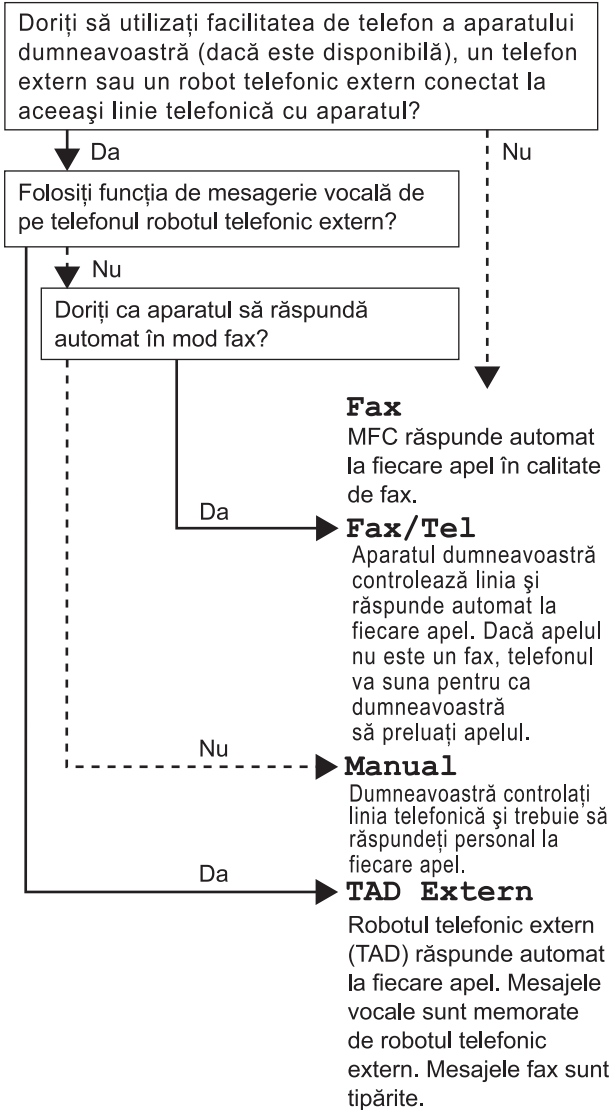 Doriți să utilizați facilitatea de telefon a aparatului
dumneavoastră (dacă este disponibilă), un telefon
extern sau un robot telefonic extern conectat la
aceeaşi linie telefonică cu aparatul?
Da
Nu
Folosiți funcția de mesagerie vocală de
pe telefonul robotul telefonic extern?
Nu
Doriți ca aparatul să răspundă
automat în mod fax?
Fax
MFC răspunde automat
la fiecare apel în calitate
de fax.
Da
Fax/Tel
Aparatul dumneavoastră
controlează linia şi
răspunde automat la
fiecare apel. Dacă apelul
nu este un fax, telefonul
va suna pentru ca
dumneavoastră
să preluați apelul.
Nu
Manual
Dumneavoastră controlați
linia telefonică şi trebuie să
răspundeți personal la
fiecare apel.
Da
TAD Extern
Robotul telefonic extern
(TAD) răspunde automat
la fiecare apel. Mesajele
vocale sunt memorate
de robotul telefonic
extern. Mesajele fax sunt
tipărite.